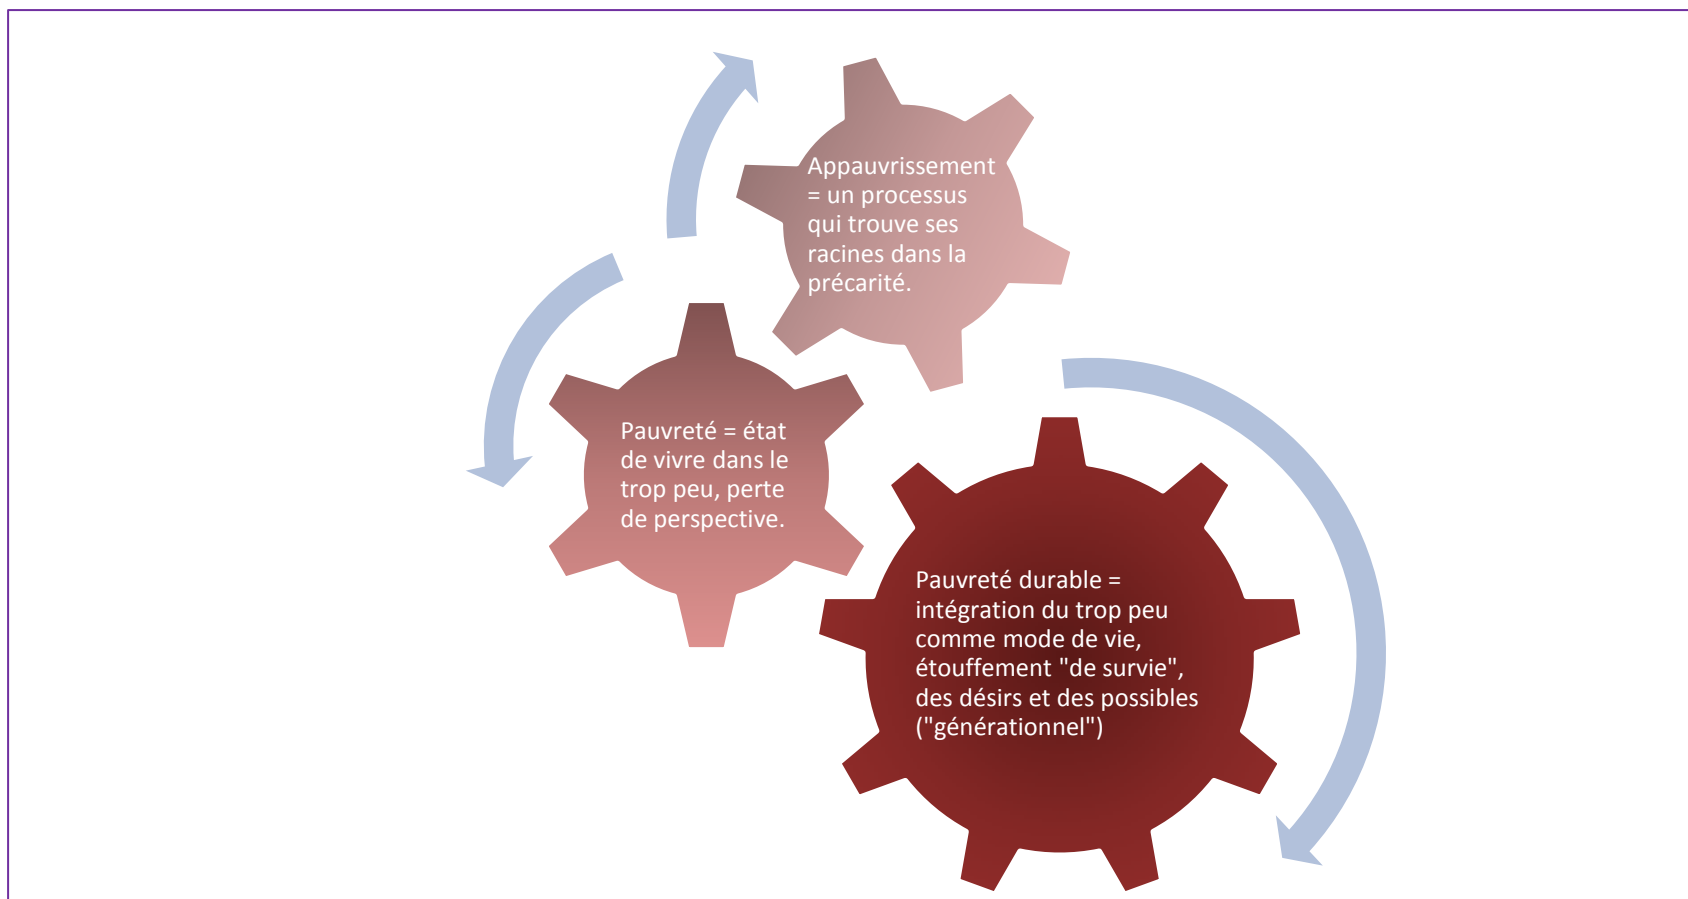 Appauvrissement
= un processus
qui trouve ses
racines dans la
précarité.
Pauvreté = état
de vivre dans le
trop peu, perte
de perspective.
Pauvreté durable =
intégration du trop peu
comme mode de vie,
étouffement "de survie",
des désirs et des possibles
("générationnel")